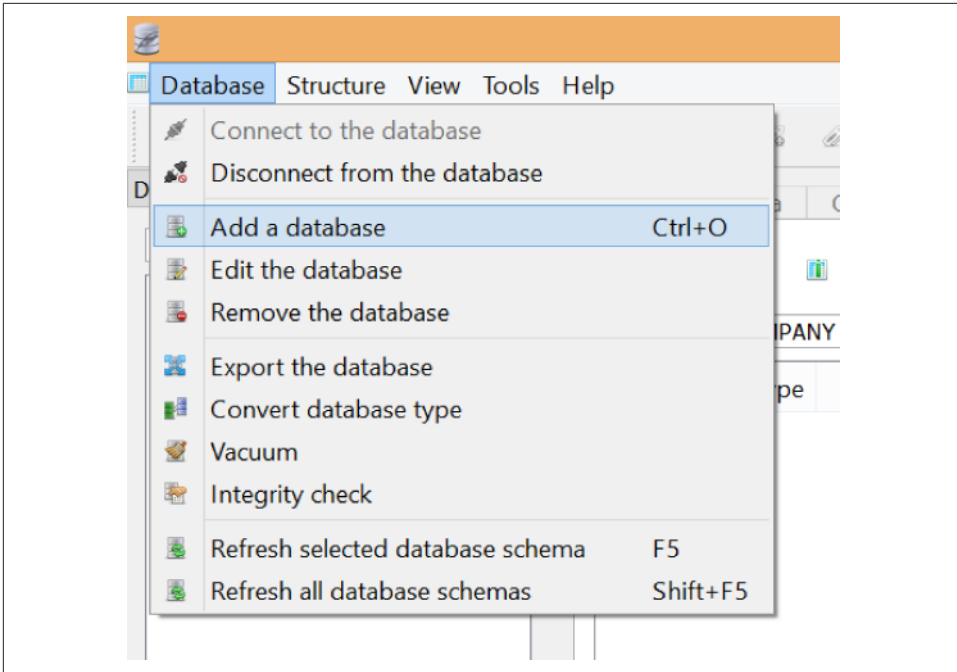 Database Structure View Tools Help
Connect to the database
Disconnect from the database
Add a database Ctrl+O
Edit the database
Remove the database
IPANY
Export the database
pe
Convert database type
Vacuum
Integrity check
Refresh selected database schema F5
Refresh all database schemas Shift+F5